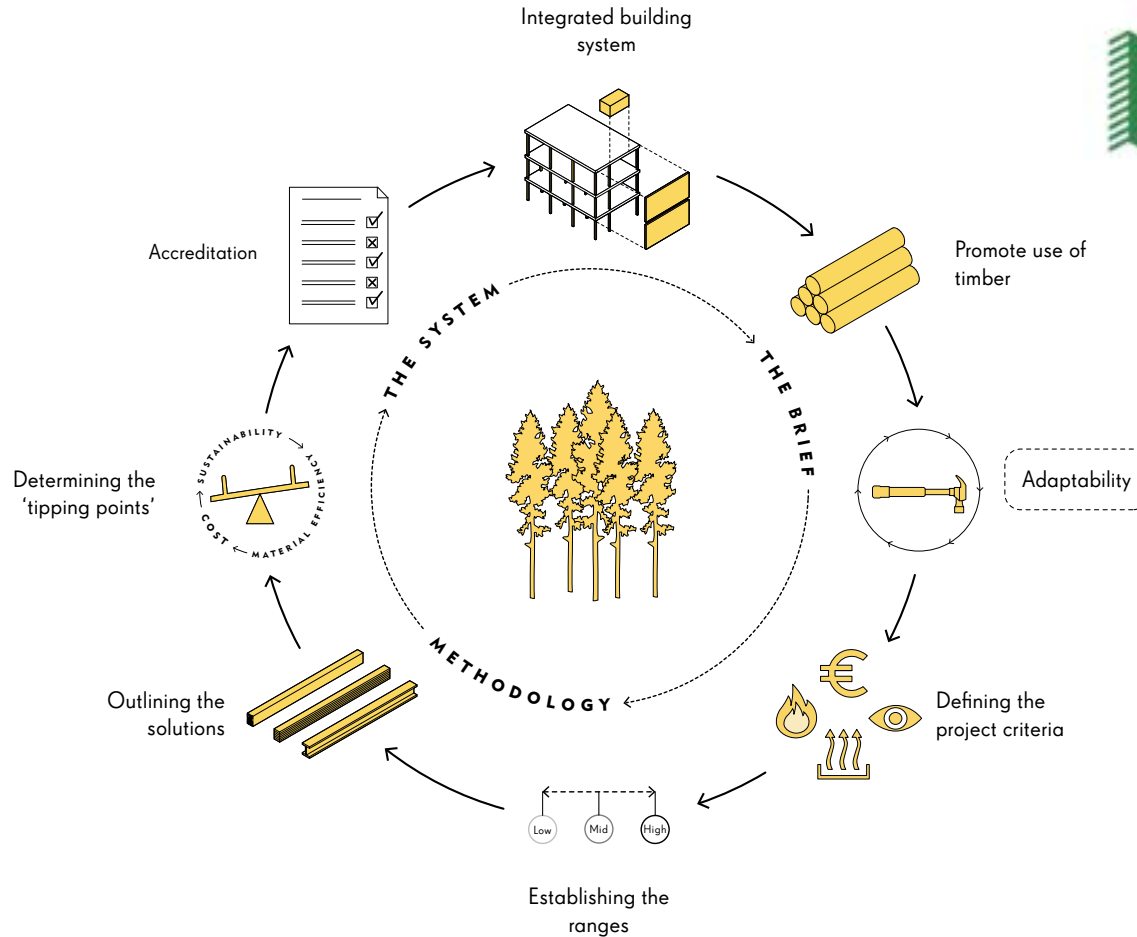 Integrated building
system
Accreditation
Promote use of
timber
THE SYSTEM
THE BRIEF
SUSTAINABILITY
MATERIAL EFFICIENCY
COST
Determining the
‘tipping points’
Adaptability
METHODOLOGY
Outlining the
solutions
Defining the
project criteria
Low
Mid
High
Establishing the
ranges